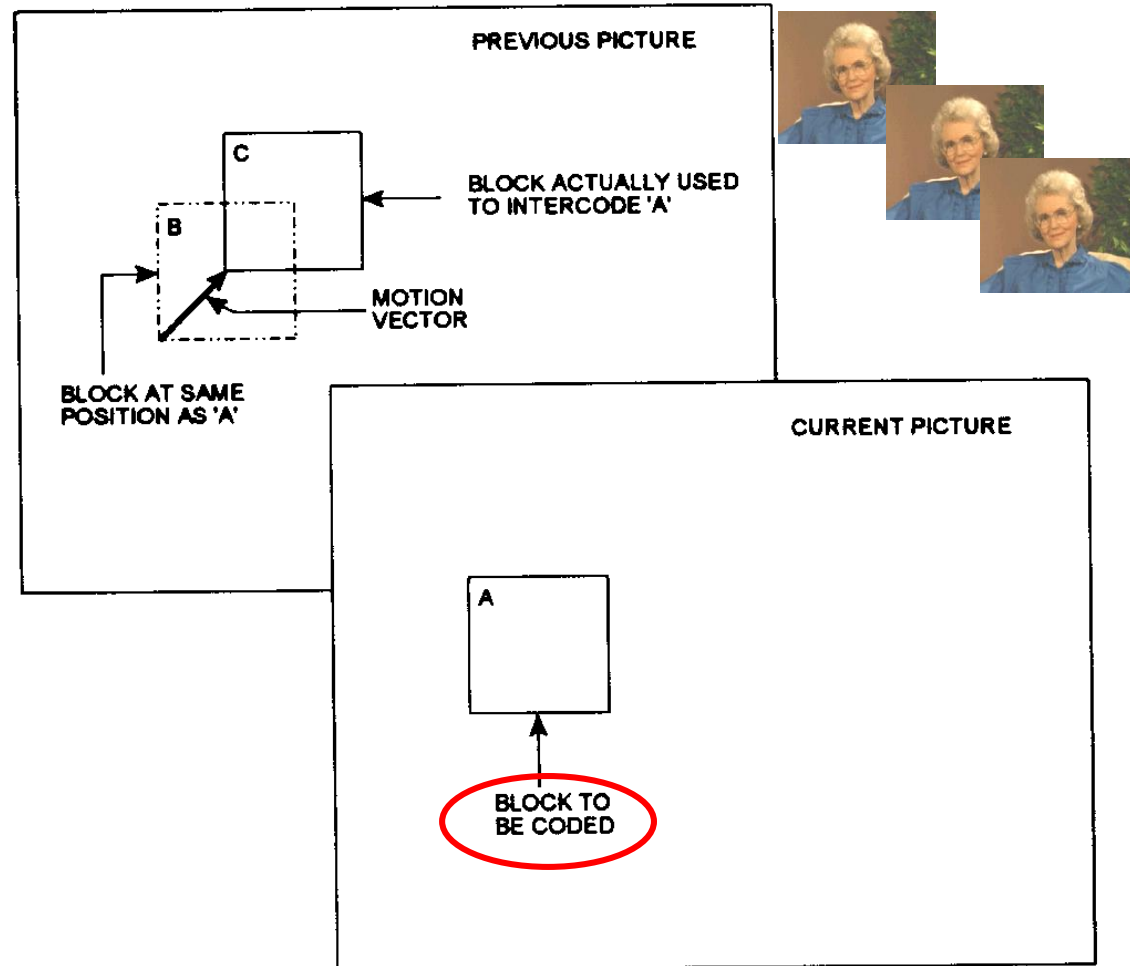 PREVIOUS PICTURE
C
BLOCK ACTUALLY USED
TO INTERCODE 'A'
B
MOTION
VECTOR
BLOCK AT SAME
POSITION AS 'A'
CURRENT PICTURE
A
BLOCK TO
BE CODED